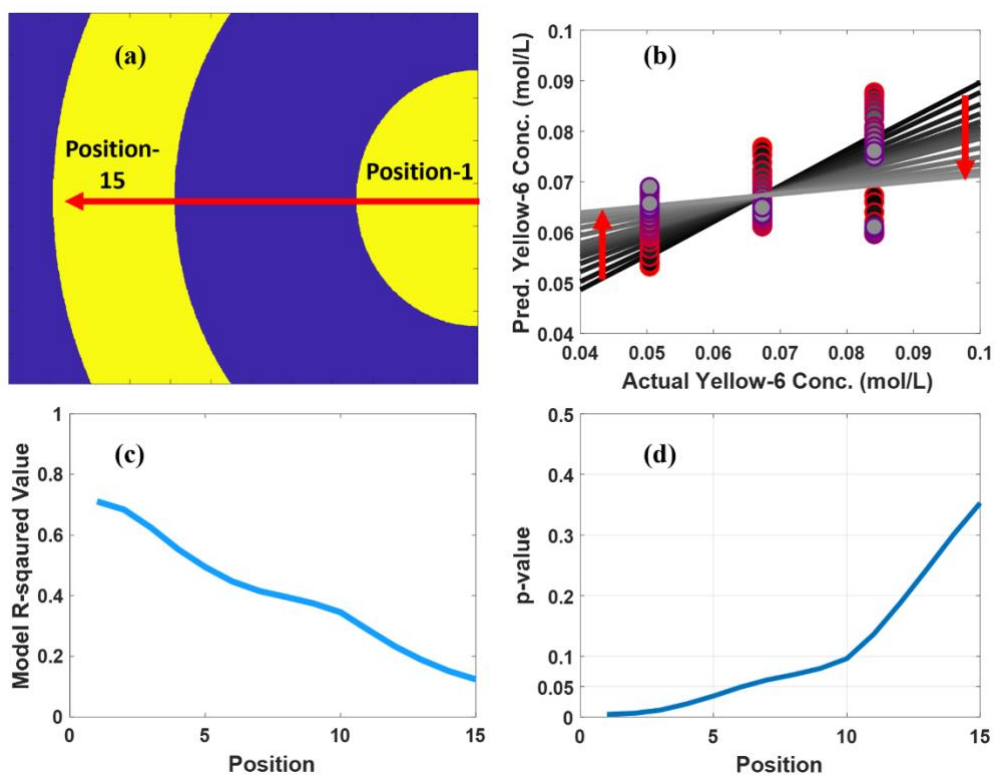 (a)
Position-
15
Position-1
(b)
Pred. Yellow-6 Conc. (mol/L)
0.1
0.09
0.08
0.07
0.06
0.05
0.04
0.04 0.05 0.06 0.07 0.08 0.09 0.1
Actual Yellow-6 Conc. (mol/L)
(c)
Model R-sqaured Value
1
0.8
0.6
0.4
0.2
0
0 5 10 15
Position
(d)
p-value
0.5
0.4
0.3
0.2
0.1
0.05
0
0 5 10 15
Position